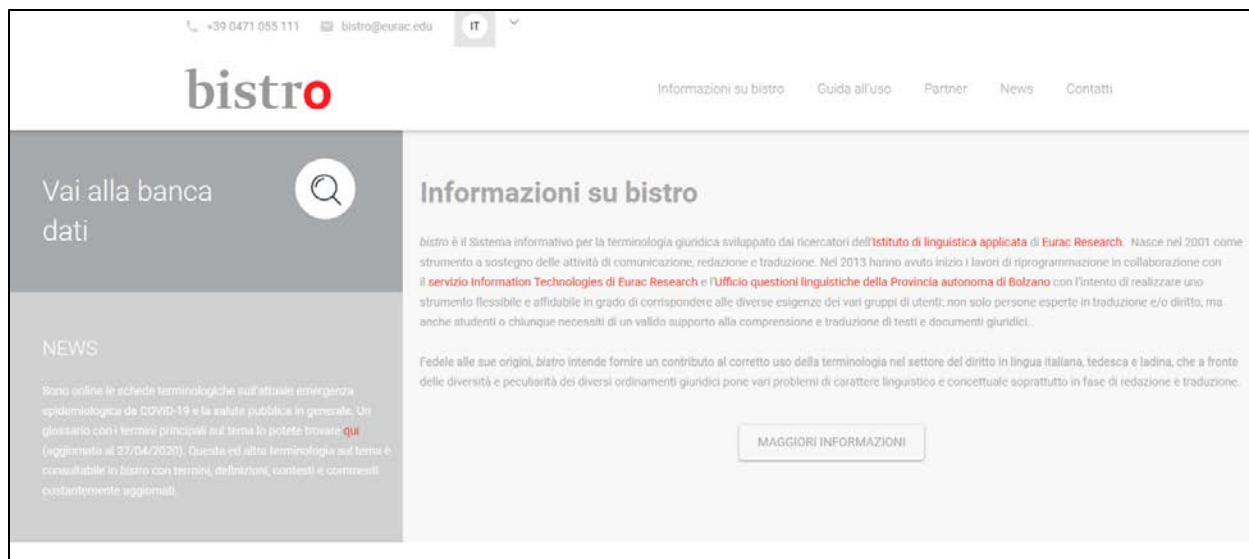 +39 0471 055 111 bistro@eurac.edu IT
bistro
Informazioni su bistro Guida all'uso Partner News Contatti
Vai alla banca
dati
NEWS
Sono online le schede terminologiche sull'attuale emergenza
epidemiologica da COVID-19 e la salute pubblica in generale. Un
glossario con i termini principali sul tema lo potete trovare qui
(aggiornato al 27/04/2020). Questa ed altra terminologia sul tema è
consultabile in bistro con termini, definizioni, contesti e commenti
costantemente aggiornati.
Informazioni su bistro
bistro è il Sistema informativo per la terminologia giuridica sviluppato dai ricercatori dell'Istituto di linguistica applicata di Eurac Research. Nasce nel 2001 come
strumento a sostegno delle attività di comunicazione, redazione e traduzione. Nel 2013 hanno avuto inizio i lavori di riprogrammazione in collaborazione con
il servizio Information Technologies di Eurac Research e l'Ufficio questioni linguistiche della Provincia autonoma di Bolzano con l'intento di realizzare uno
strumento flessibile e affidabile in grado di corrispondere alle diverse esigenze dei vari gruppi di utenti: non solo persone esperte in traduzione e/o diritto, ma
anche studenti o chiunque necessiti di un valido supporto alla comprensione e traduzione di testi e documenti giuridici.
Fedele alle sue origini, bistro intende fornire un contributo al corretto uso della terminologia nel settore del diritto in lingua italiana, tedesca e ladina, che a fronte
delle diversità e peculiarità dei diversi ordinamenti giuridici pone vari problemi di carattere linguistico e concettuale soprattutto in fase di redazione e traduzione.
MAGGIORI INFORMAZIONI